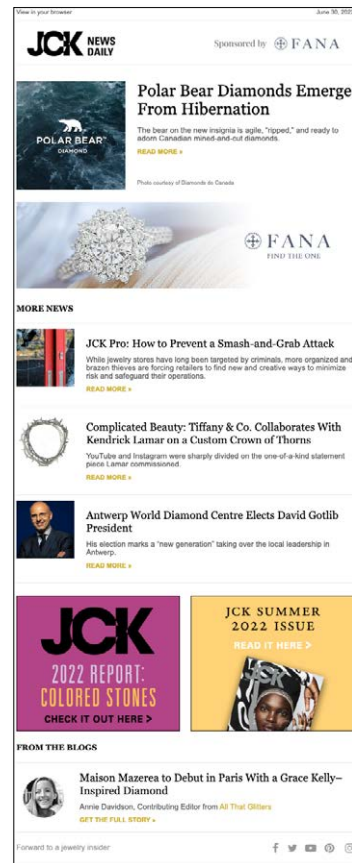 View in your browser
June 30, 2022
JCK NEWS DAILY
Sponsored by FANA
Polar Bear Diamonds Emerge
From Hibernation
The bear on the new insignia is agile, "ripped," and ready to
adorn Canadian mined-and-cut diamonds.
READ MORE »
Photo courtesy of Diamonds do Canada
POLAR BEAR™
DIAMOND
FANA
FIND THE ONE
MORE NEWS
JCK Pro: How to Prevent a Smash-and-Grab Attack
While jewelry stores have long been targeted by criminals, more organized and
brazen thieves are forcing retailers to find new and creative ways to minimize
risk and safeguard their operations.
READ MORE »
Complicated Beauty: Tiffany & Co. Collaborates With
Kendrick Lamar on a Custom Crown of Thorns
YouTube and Instagram were sharply divided on the one-of-a-kind statement
piece Lamar commissioned.
READ MORE »
Antwerp World Diamond Centre Elects David Gotlib
President
His election marks a "new generation" taking over the local leadership in
Antwerp.
READ MORE »
JCK
2022 REPORT:
COLORED STONES
CHECK IT OUT HERE >
JCK SUMMER
2022 ISSUE
READ IT HERE >
JCK
FROM THE BLOGS
Maison Mazerea to Debut in Paris With a Grace Kelly–
Inspired Diamond
Annie Davidson, Contributing Editor from All That Glitters
GET THE FULL STORY »
Forward to a jewelry insider